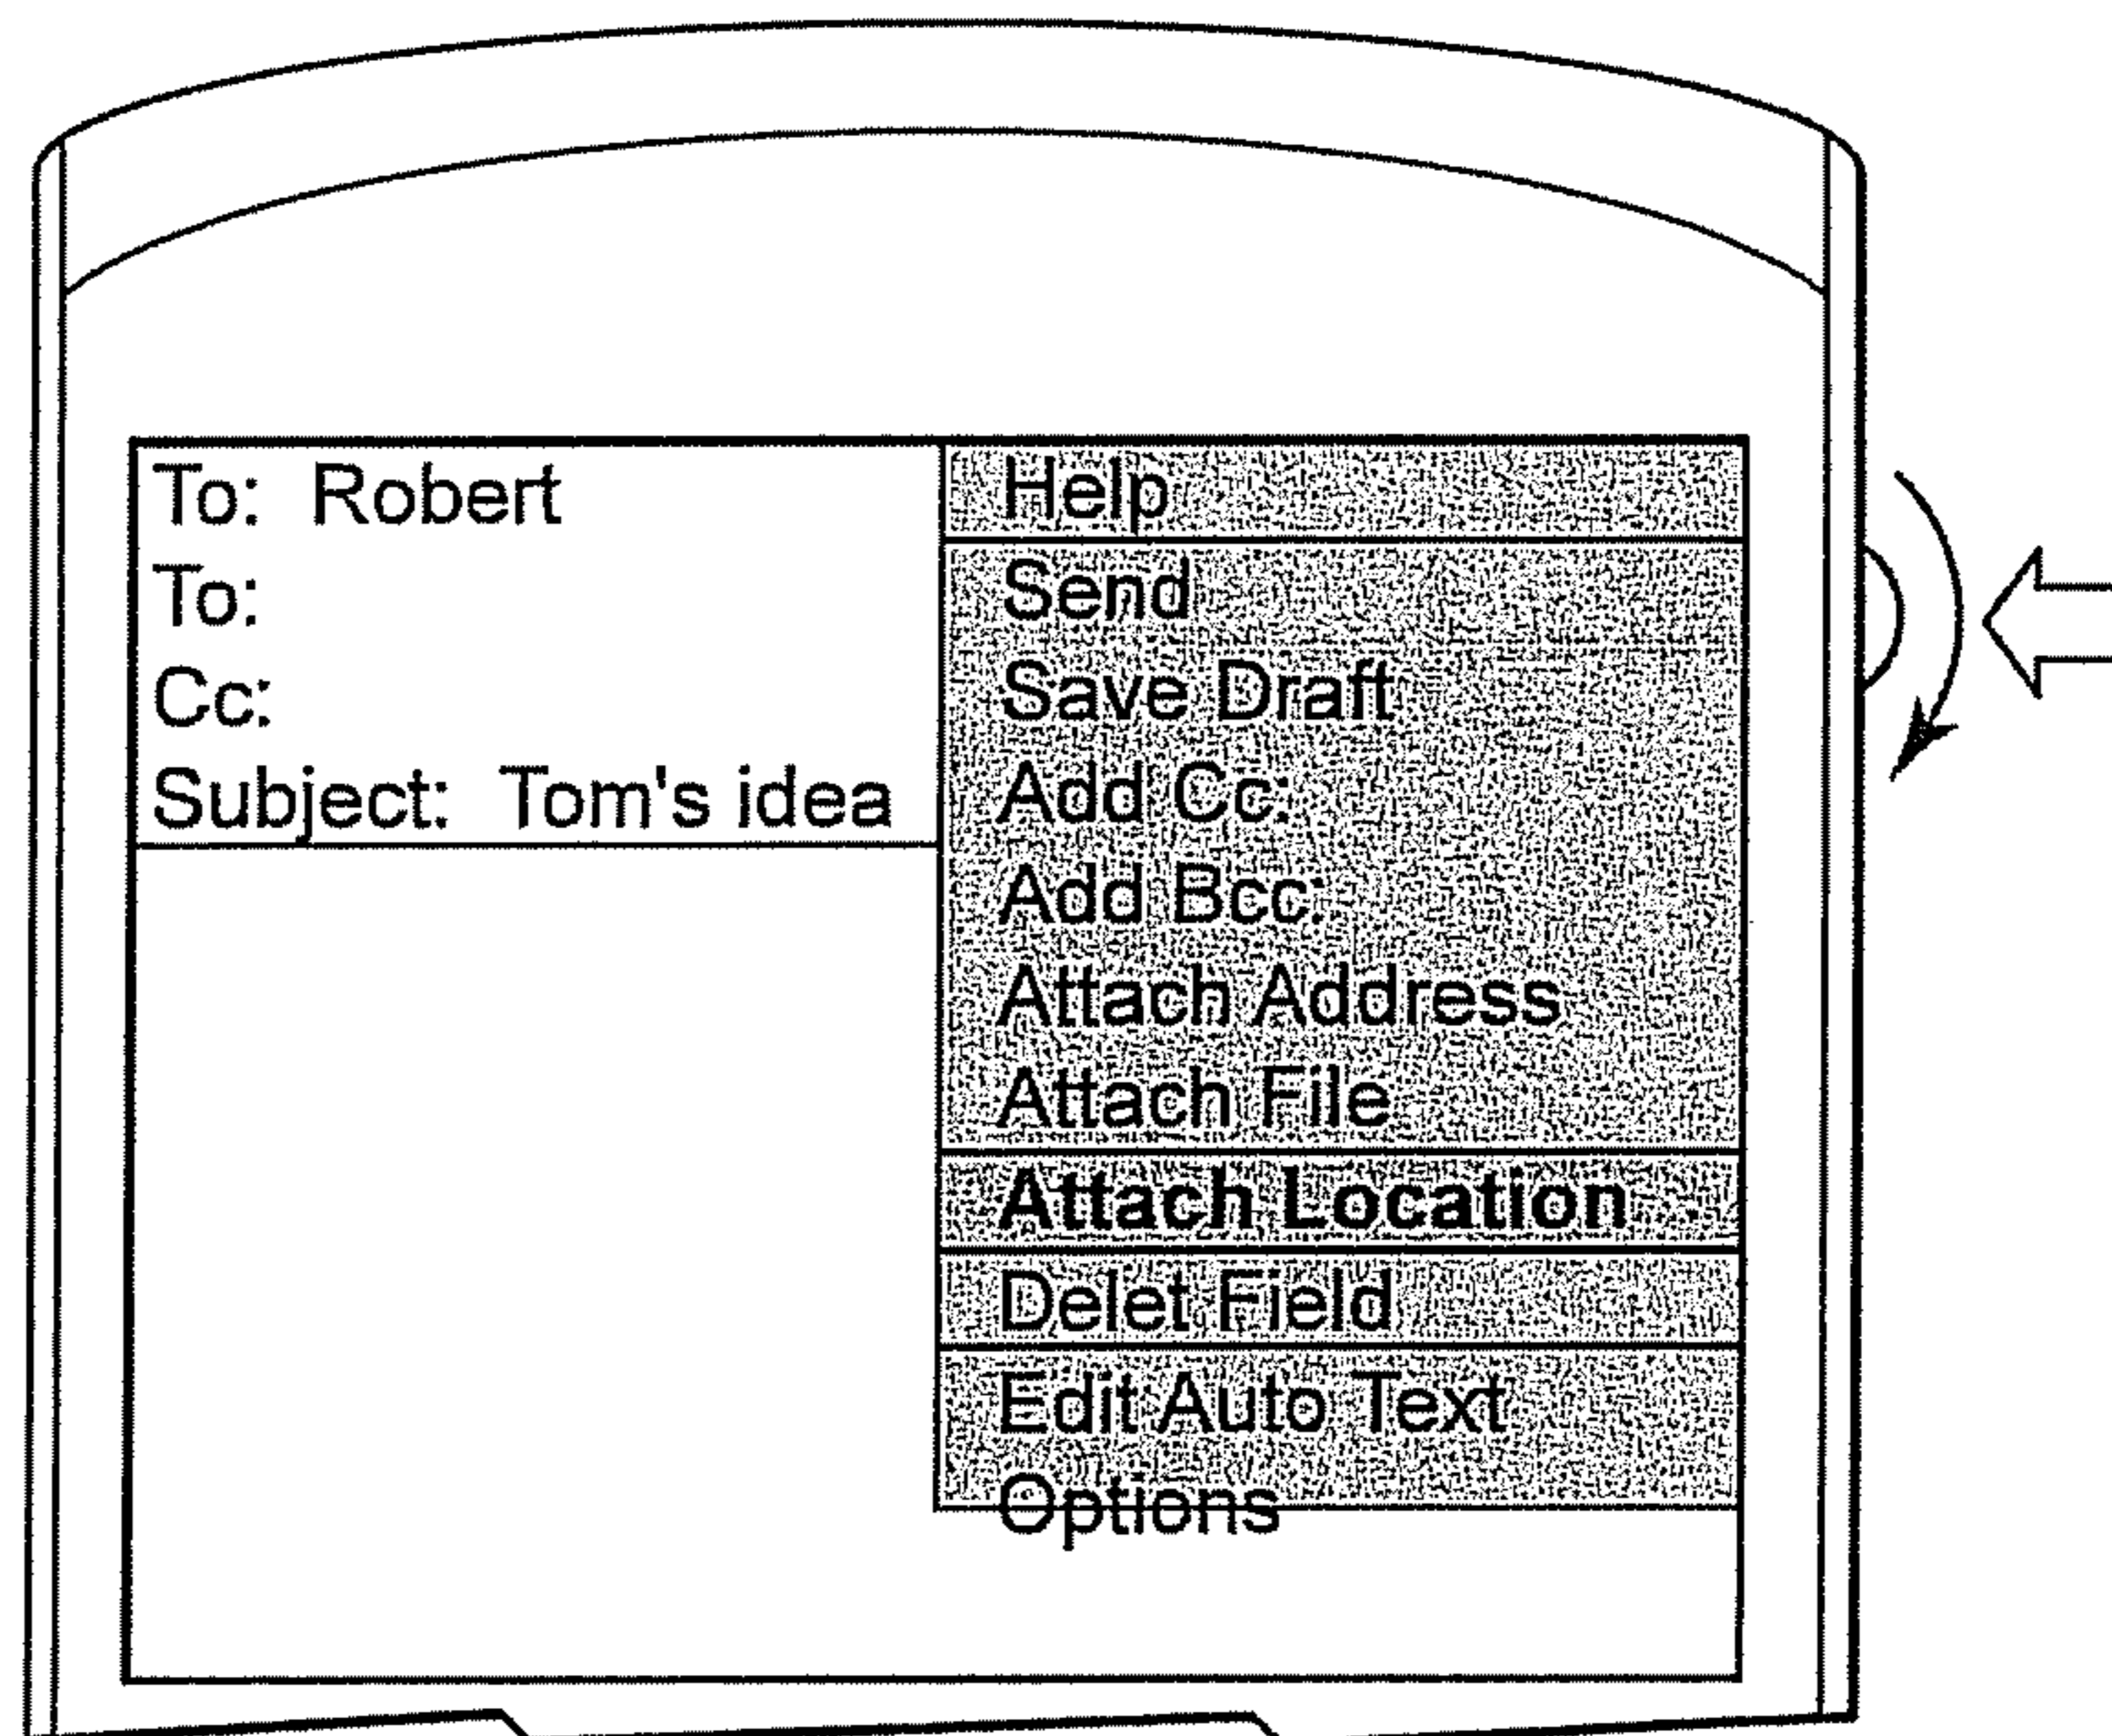 To: Robert
To:
Cc:
Subject: Tom's idea
Help
Send
Save Draft
Add Cc:
Add Bcc:
Attach Address
Attach File
Attach Location
Delet Field
Edit Auto Text
Options